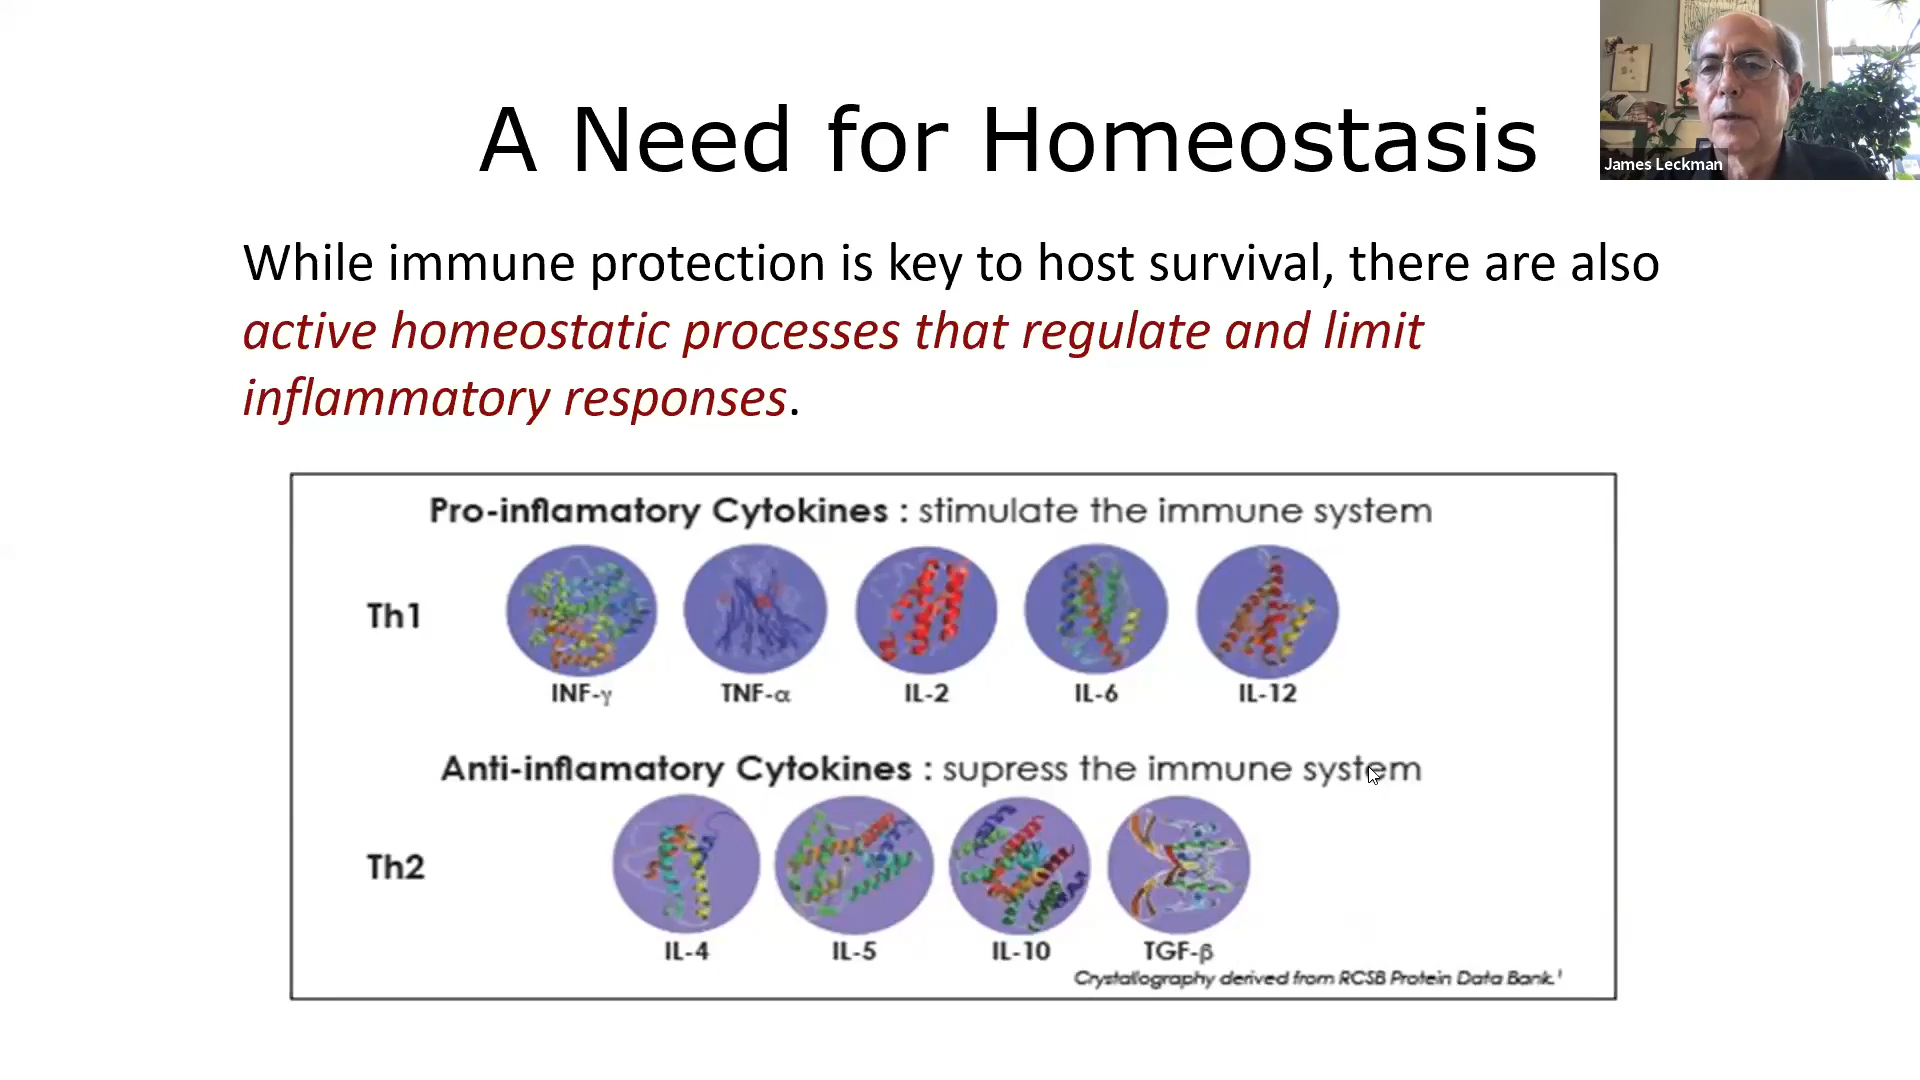 A Need for Homeostasis
James Leckman
While immune protection is key to host survival, there are also
active homeostatic processes that regulate and limit
inflammatory responses.
Pro-inflamatory Cytokines : stimulate the immune system
Th1
INF-γ TNF-α IL-2 IL-6 IL-12
Anti-inflamatory Cytokines : supress the immune system
Th2
IL-4 IL-5 IL-10 TGF-β
Crystallography derived from RCSB Protein Data Bank.¹